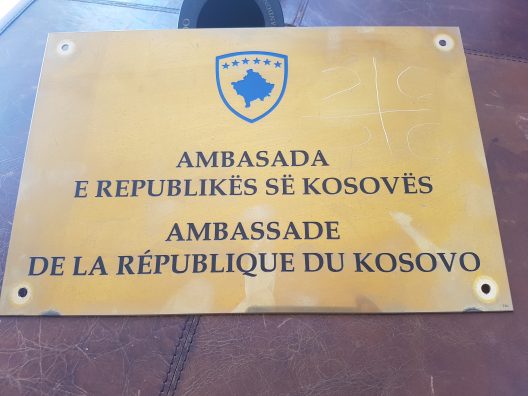 AMBASADA
E REPUBLIKËS SË KOSOVËS
AMBASSADE
DE LA RÉPUBLIQUE DU KOSOVO